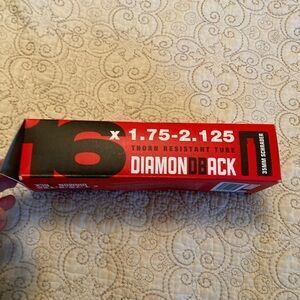 16 x 1.75-2.125
THORN RESISTANT TUBE
DIAMONDBACK
35MM SCHRADER